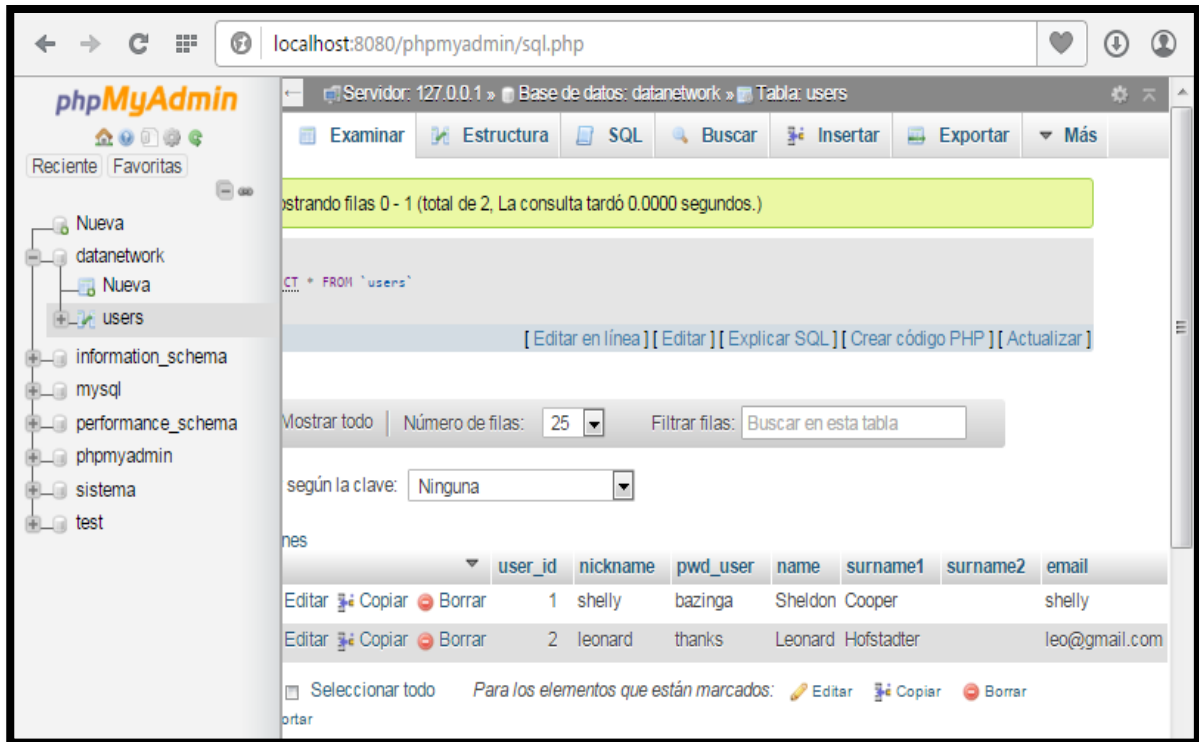 localhost:8080/phpmyadmin/sql.php
phpMyAdmin
Reciente Favoritas
Nueva
datanetwork
Nueva
users
information_schema
mysql
performance_schema
phpmyadmin
sistema
test
Servidor: 127.0.0.1 » Base de datos: datanetwork » Tabla: users
Examinar Estructura SQL Buscar Insertar Exportar Más
ostrando filas 0 - 1 (total de 2, La consulta tardó 0.0000 segundos.)
CT * FROM `users`
[ Editar en línea ] [ Editar ] [ Explicar SQL ] [ Crear código PHP ] [ Actualizar ]
Mostrar todo | Número de filas: 25 Filtrar filas: Buscar en esta tabla
según la clave: Ninguna
nes
user_id nickname pwd_user name surname1 surname2 email
Editar Copiar Borrar 1 shelly bazinga Sheldon Cooper shelly
Editar Copiar Borrar 2 leonard thanks Leonard Hofstadter leo@gmail.com
Seleccionar todo Para los elementos que están marcados: Editar Copiar Borrar
ortar